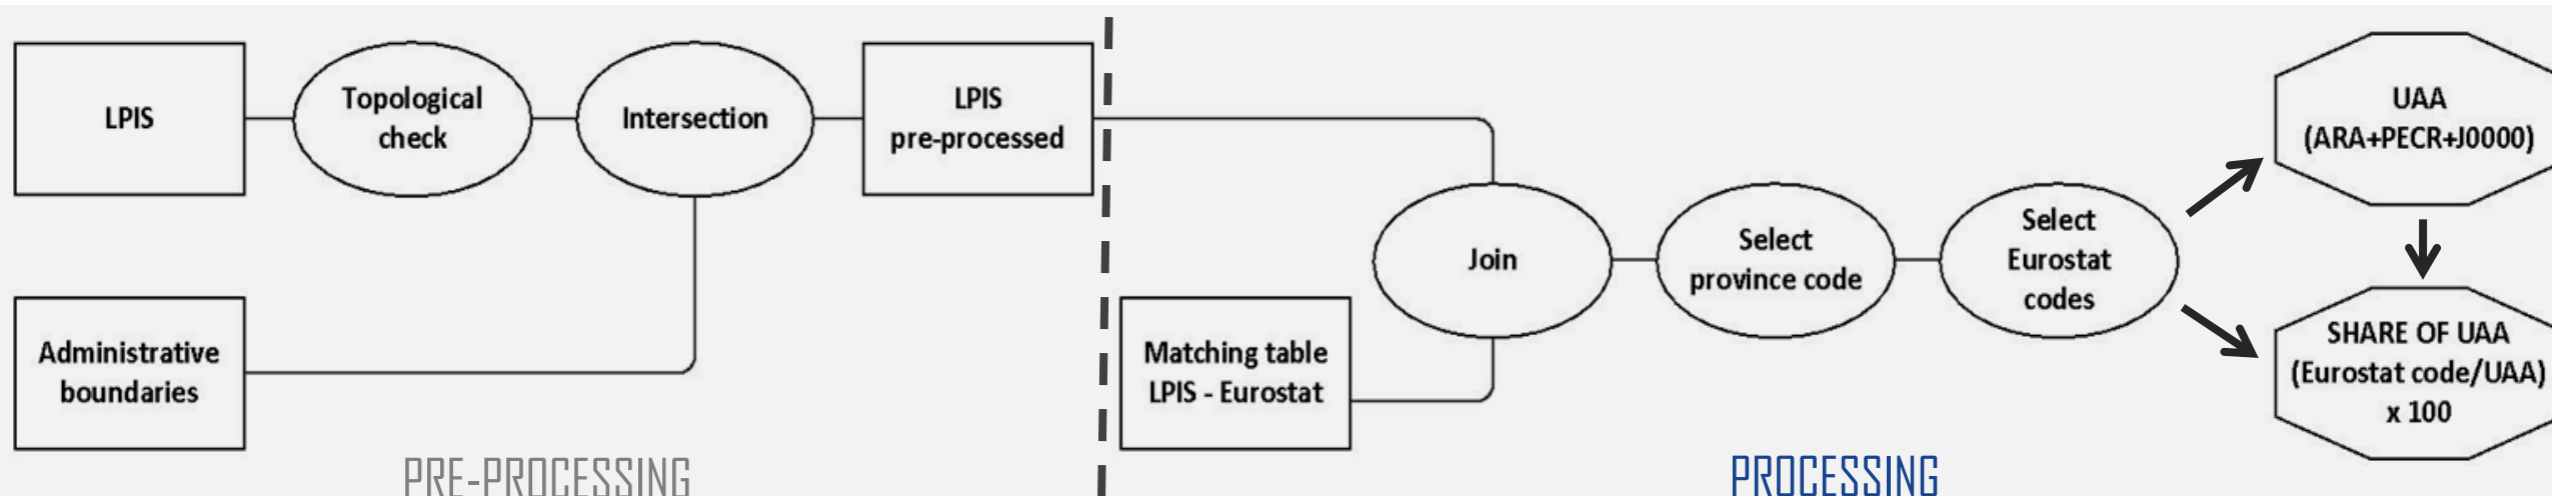 LPIS
Topological
check
Intersection
LPIS
pre-processed
Administrative
boundaries
PRE-PROCESSING
Matching table
LPIS - Eurostat
Join
Select
province code
Select
Eurostat
codes
UAA
(ARA+PECR+J0000)
SHARE OF UAA
(Eurostat code/UAA)
x 100
PROCESSING